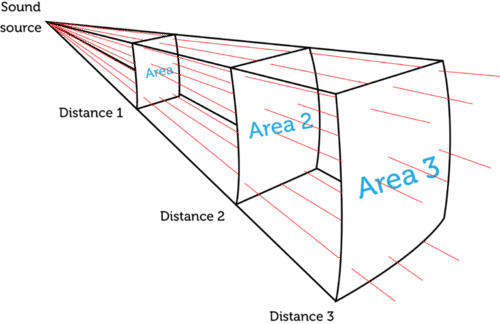 Sound
source
Area
Distance 1
Area 2
Distance 2
Area 3
Distance 3